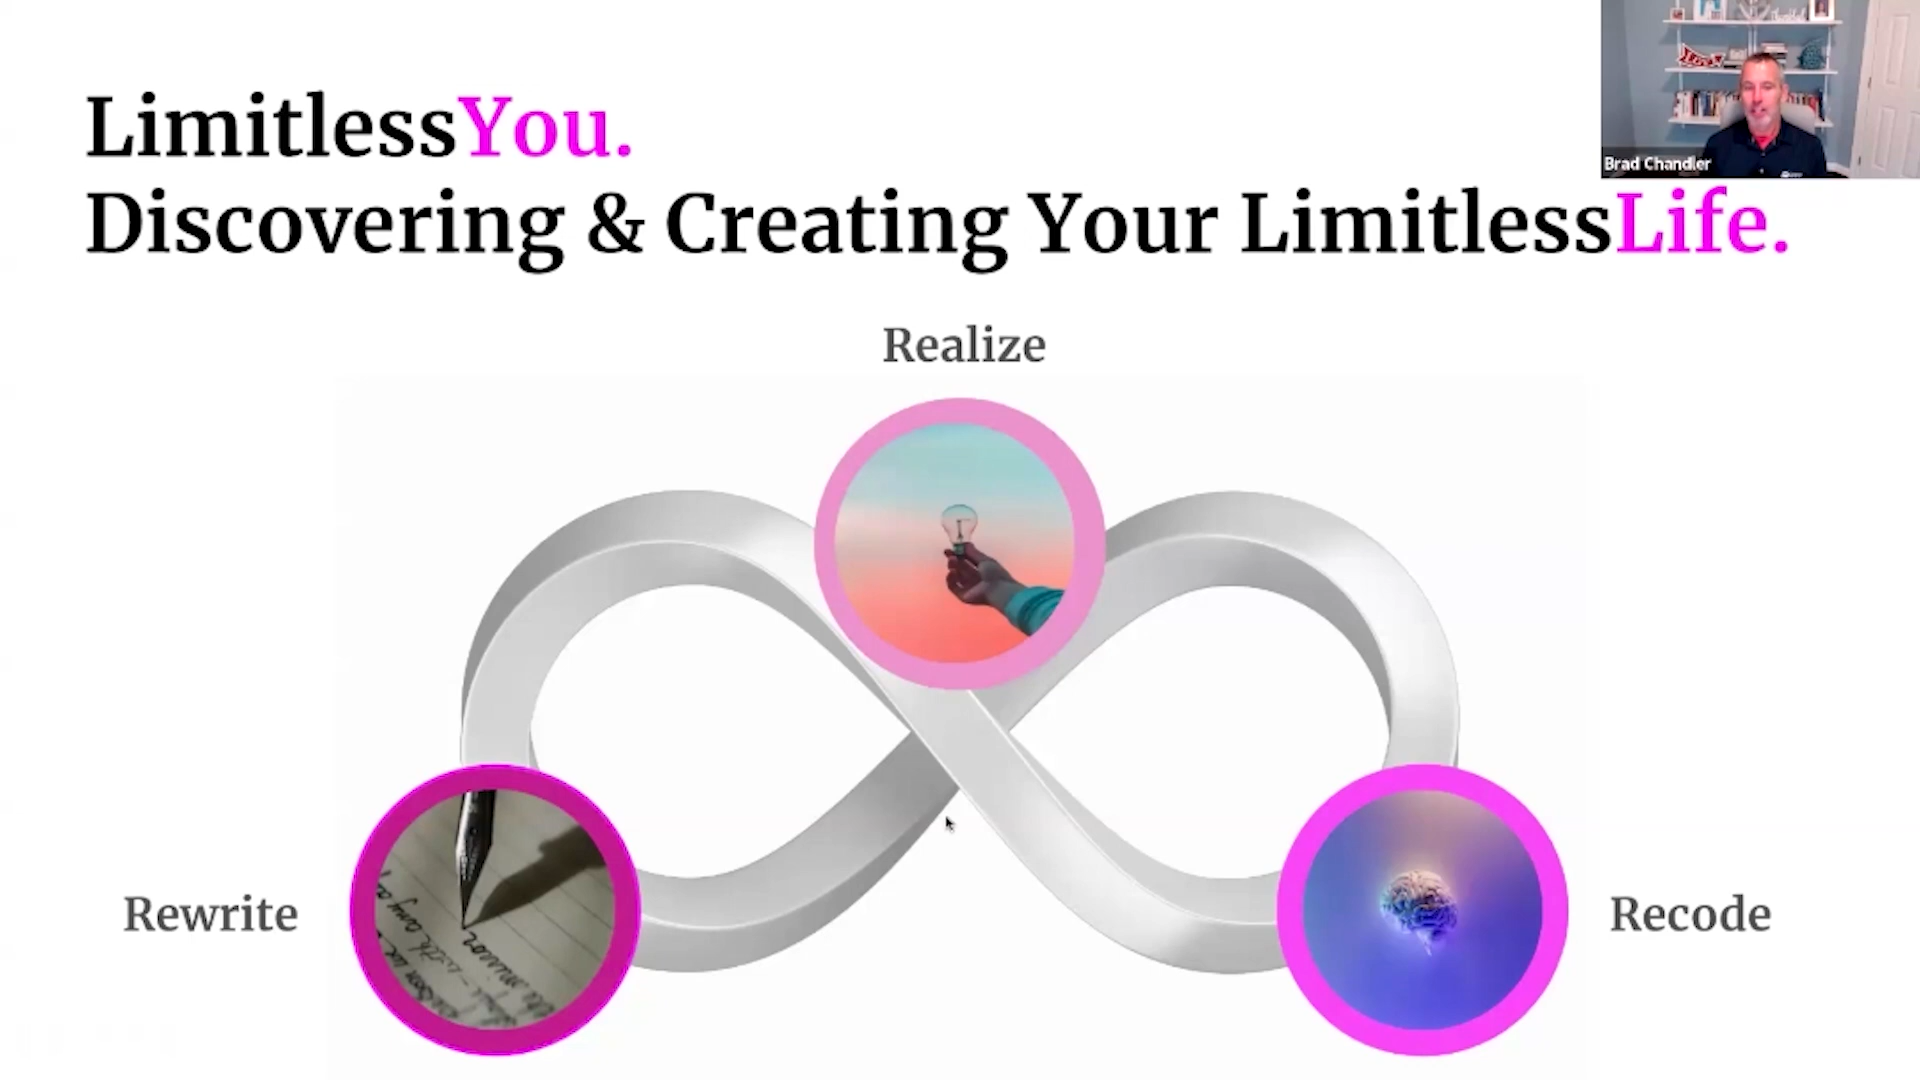 LimitlessYou.
Discovering & Creating Your LimitlessLife.
Brad Chandler
Realize
Rewrite
Recode